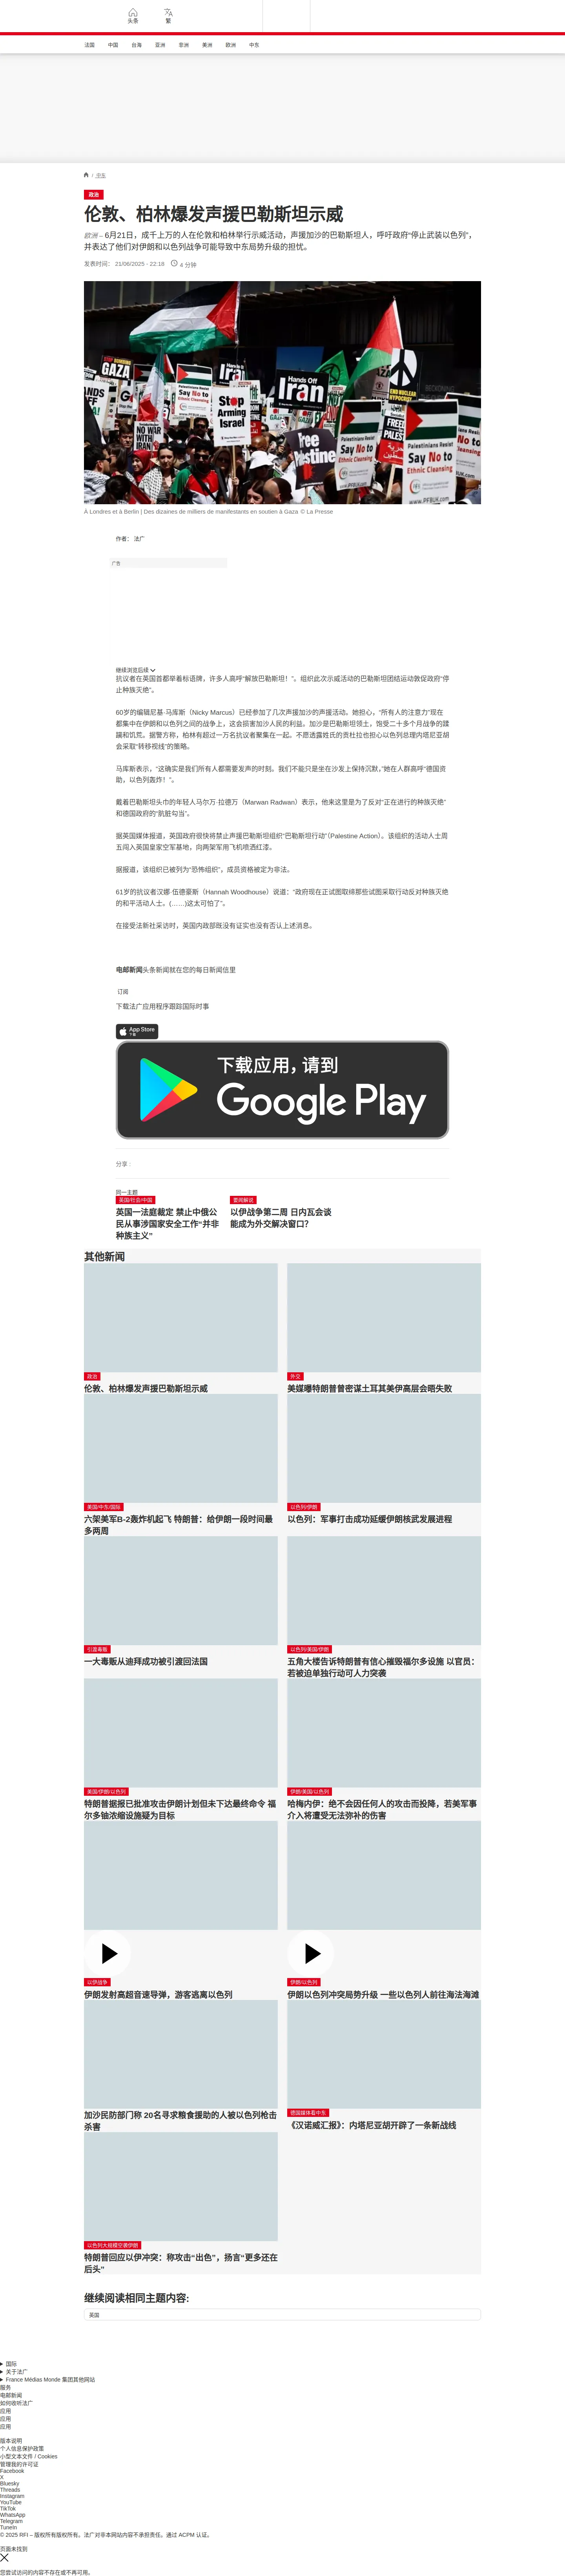 头条
繁
法国 中国 台海 亚洲 非洲 美洲 欧洲 中东
/ 中东
政治
伦敦、柏林爆发声援巴勒斯坦示威
欧洲 – 6月21日，成千上万的人在伦敦和柏林举行示威活动，声援加沙的巴勒斯坦人，呼吁政府“停止武装以色列”，
并表达了他们对伊朗和以色列战争可能导致中东局势升级的担忧。
发表时间： 21/06/2025 - 22:18 4 分钟
GAZA
NO WAR WITH IRAN
Stop Arming Israel
Hands Off Iran
Free Palestine
Palestinians Resist
Say No to Ethnic Cleansing
END NUCLEAR HYPOCRISY
À Londres et à Berlin | Des dizaines de milliers de manifestants en soutien à Gaza © La Presse
作者： 法广
广告
继续浏览后续
抗议者在英国首都举着标语牌，许多人高呼“解放巴勒斯坦！”。组织此次示威活动的巴勒斯坦团结运动敦促政府“停
止种族灭绝”。
60岁的编辑尼基·马库斯（Nicky Marcus）已经参加了几次声援加沙的声援活动。她担心，“所有人的注意力”现在
都集中在伊朗和以色列之间的战争上，这会损害加沙人民的利益。加沙是巴勒斯坦领土，饱受二十多个月战争的蹂
躏和饥荒。据警方称，柏林有超过一万名抗议者聚集在一起。不愿透露姓氏的贡杜拉也担心以色列总理内塔尼亚胡
会采取“转移视线”的策略。
马库斯表示，“这确实是我们所有人都需要发声的时刻。我们不能只是坐在沙发上保持沉默，”她在人群高呼“德国资
助，以色列轰炸！”。
戴着巴勒斯坦头巾的年轻人马尔万·拉德万（Marwan Radwan）表示，他来这里是为了反对“正在进行的种族灭绝”
和德国政府的“肮脏勾当”。
据英国媒体报道，英国政府很快将禁止声援巴勒斯坦组织“巴勒斯坦行动”（Palestine Action）。该组织的活动人士周
五闯入英国皇家空军基地，向两架军用飞机喷洒红漆。
据报道，该组织已被列为“恐怖组织”，成员资格被定为非法。
61岁的抗议者汉娜·伍德豪斯（Hannah Woodhouse）说道：“政府现在正试图取缔那些试图采取行动反对种族灭绝
的和平活动人士。(……)这太可怕了”。
在接受法新社采访时，英国内政部既没有证实也没有否认上述消息。
电邮新闻头条新闻就在您的每日新闻信里
订阅
下载法广应用程序跟踪国际时事
App Store
下载
下载应用，请到
Google Play
分享 :
同一主题
英国/社会/中国
英国一法庭裁定 禁止中俄公
民从事涉国家安全工作“并非
种族主义”
要闻解说
以伊战争第二周 日内瓦会谈
能成为外交解决窗口？
其他新闻
政治
伦敦、柏林爆发声援巴勒斯坦示威
外交
美媒曝特朗普曾密谋土耳其美伊高层会晤失败
美国/中东/国际
六架美军B-2轰炸机起飞 特朗普：给伊朗一段时间最
多两周
以色列/伊朗
以色列：军事打击成功延缓伊朗核武发展进程
引渡毒贩
一大毒贩从迪拜成功被引渡回法国
以色列/美国/伊朗
五角大楼告诉特朗普有信心摧毁福尔多设施 以官员：
若被迫单独行动可人力突袭
美国/伊朗/以色列
特朗普据报已批准攻击伊朗计划但未下达最终命令 福
尔多铀浓缩设施疑为目标
伊朗/美国/以色列
哈梅内伊：绝不会因任何人的攻击而投降，若美军事
介入将遭受无法弥补的伤害
以伊战争
伊朗发射高超音速导弹，游客逃离以色列
伊朗/以色列
伊朗以色列冲突局势升级 一些以色列人前往海法海滩
加沙民防部门称 20名寻求粮食援助的人被以色列枪击
杀害
德国媒体看中东
《汉诺威汇报》：内塔尼亚胡开辟了一条新战线
以色列大规模空袭伊朗
特朗普回应以伊冲突：称攻击“出色”，扬言“更多还在
后头”
继续阅读相同主题内容:
英国
国际
关于法广
France Médias Monde 集团其他网站
服务
电邮新闻
如何收听法广
应用
应用
应用
版本说明
个人信息保护政策
小型文本文件 / Cookies
管理我的许可证
Facebook
X
Bluesky
Threads
Instagram
YouTube
TikTok
WhatsApp
Telegram
TuneIn
© 2025 RFI – 版权所有版权所有。法广对非本网站内容不承担责任。通过 ACPM 认证。
页面未找到
您尝试访问的内容不存在或不再可用。